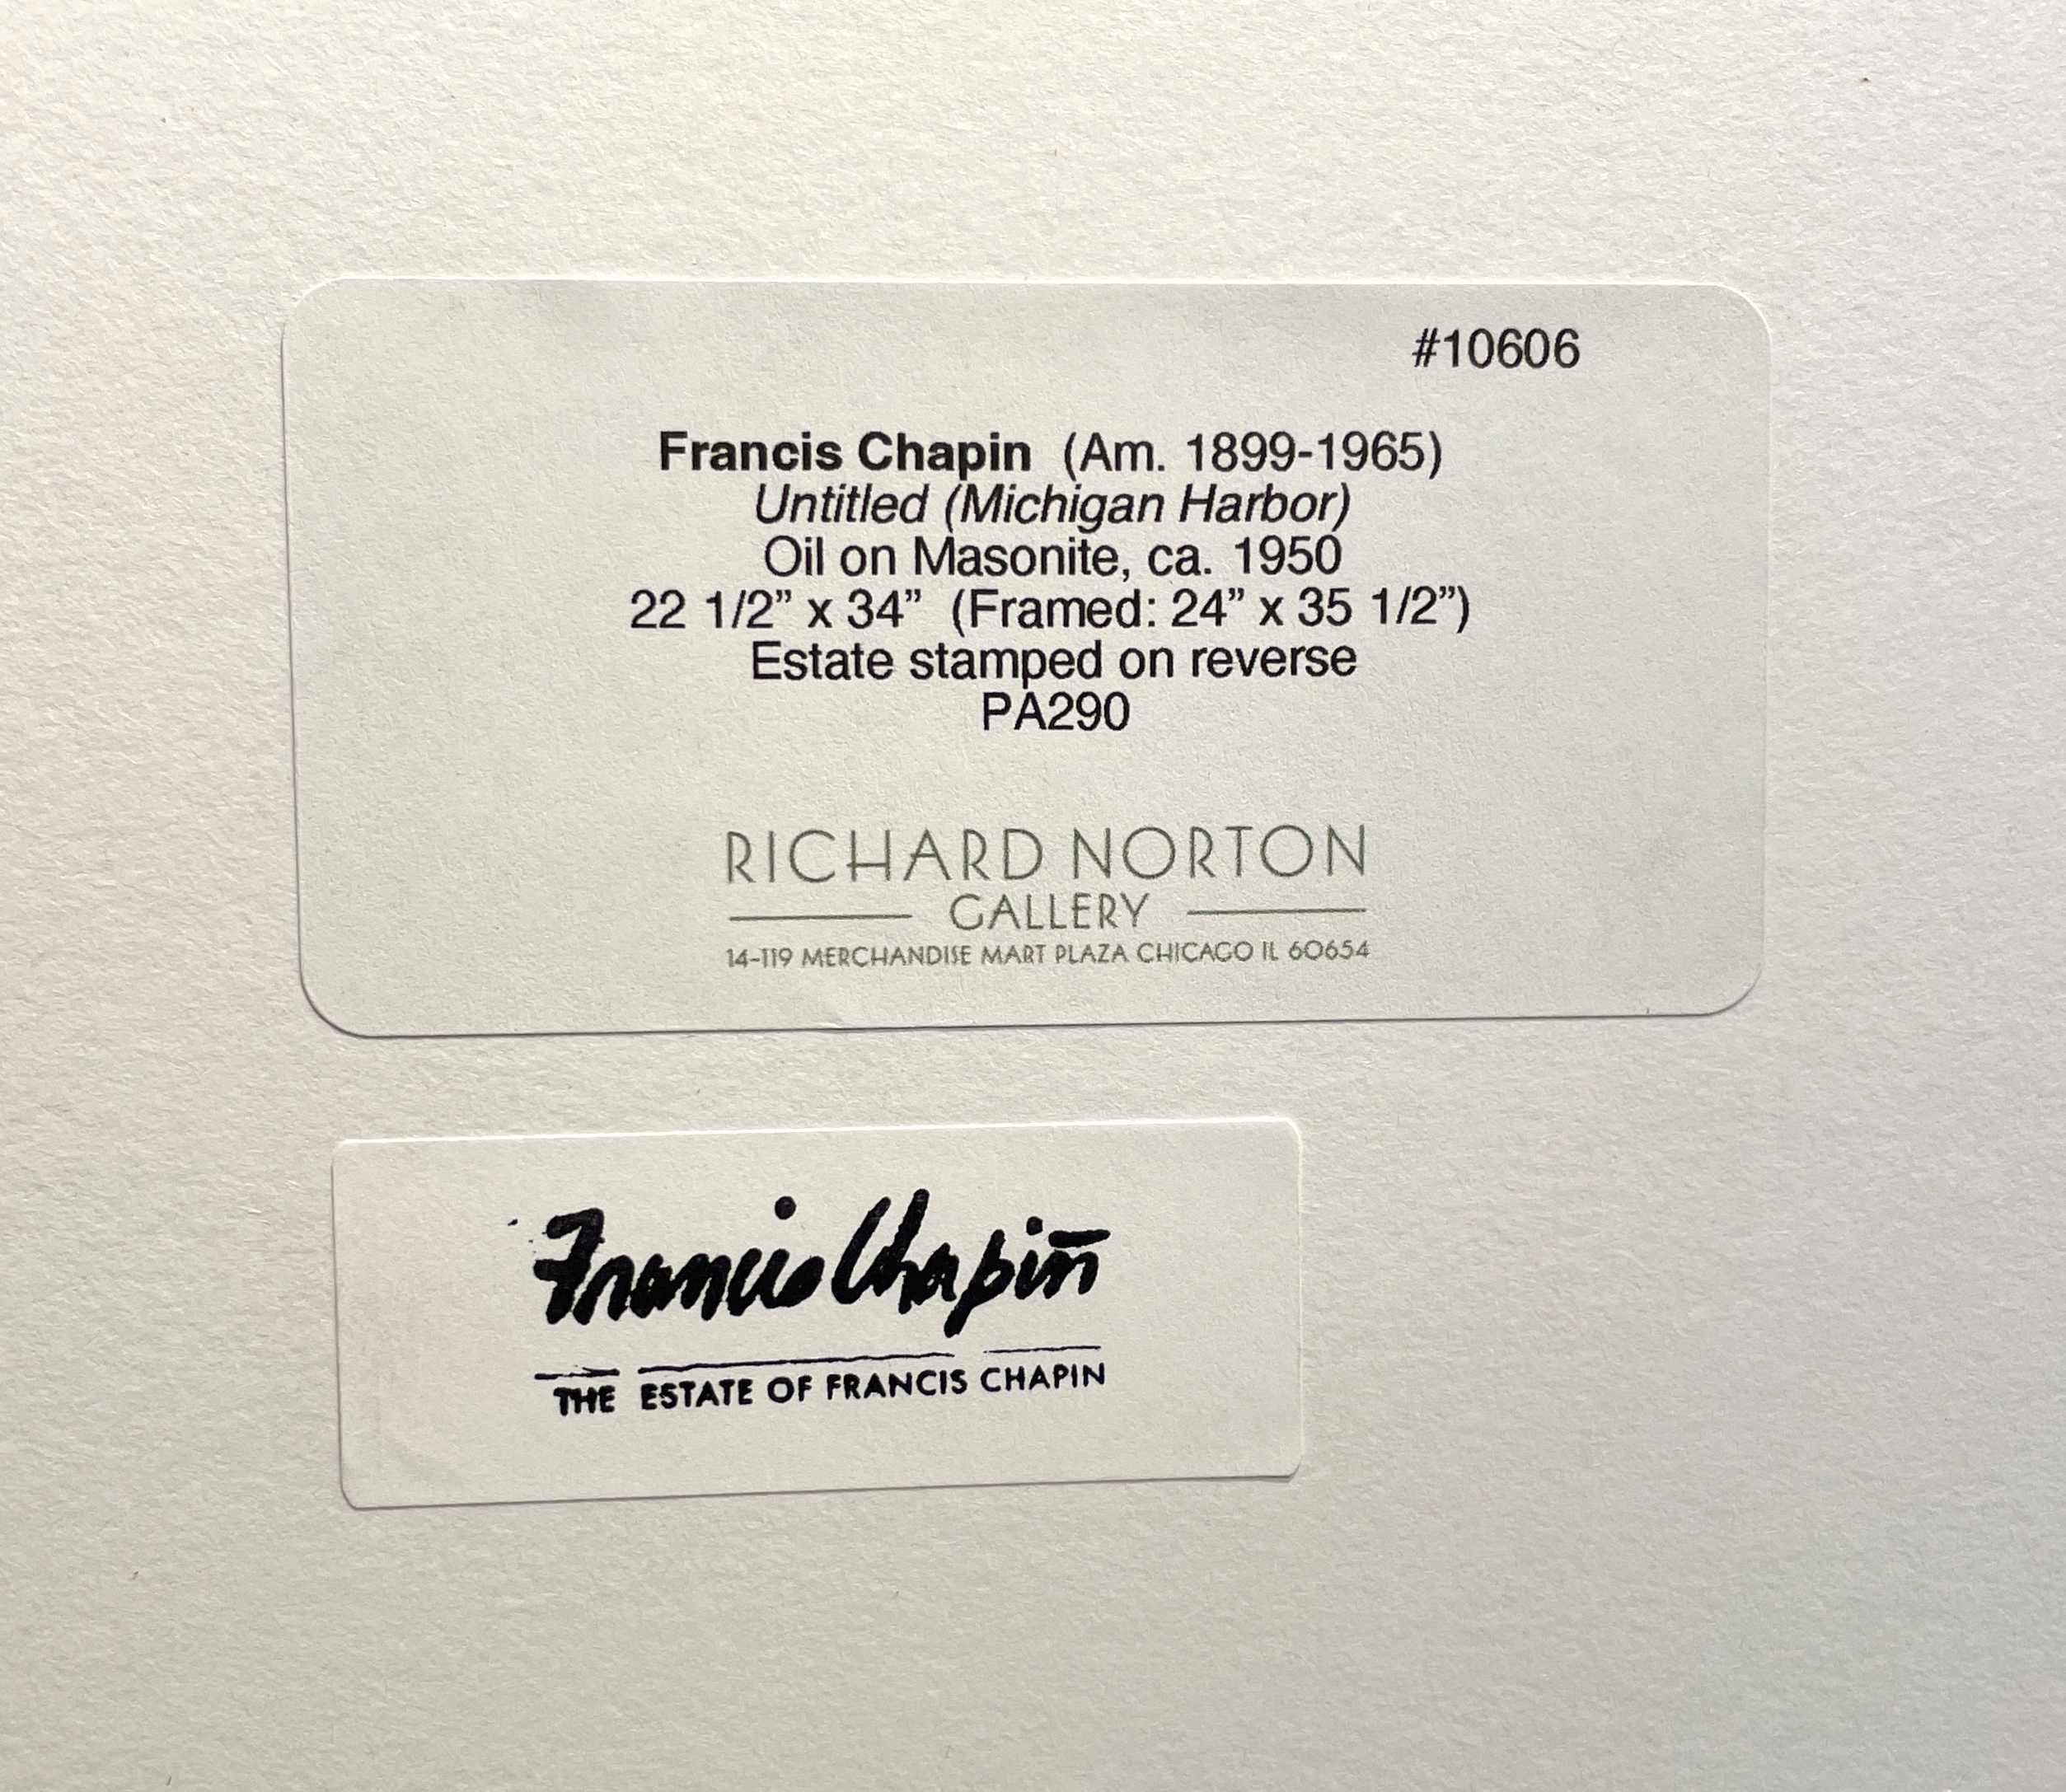 #10606
Francis Chapin (Am. 1899-1965)
Untitled (Michigan Harbor)
Oil on Masonite, ca. 1950
22 1/2” x 34” (Framed: 24” x 35 1/2”)
Estate stamped on reverse
PA290
RICHARD NORTON
GALLERY
14-119 MERCHANDISE MART PLAZA CHICAGO IL 60654
Francis Chapin
THE ESTATE OF FRANCIS CHAPIN